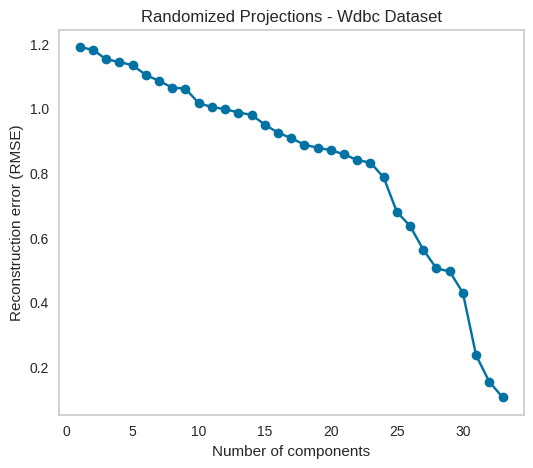 Randomized Projections - Wdbc Dataset
Reconstruction error (RMSE)
1.2
1.0
0.8
0.6
0.4
0.2
0 5 10 15 20 25 30
Number of components